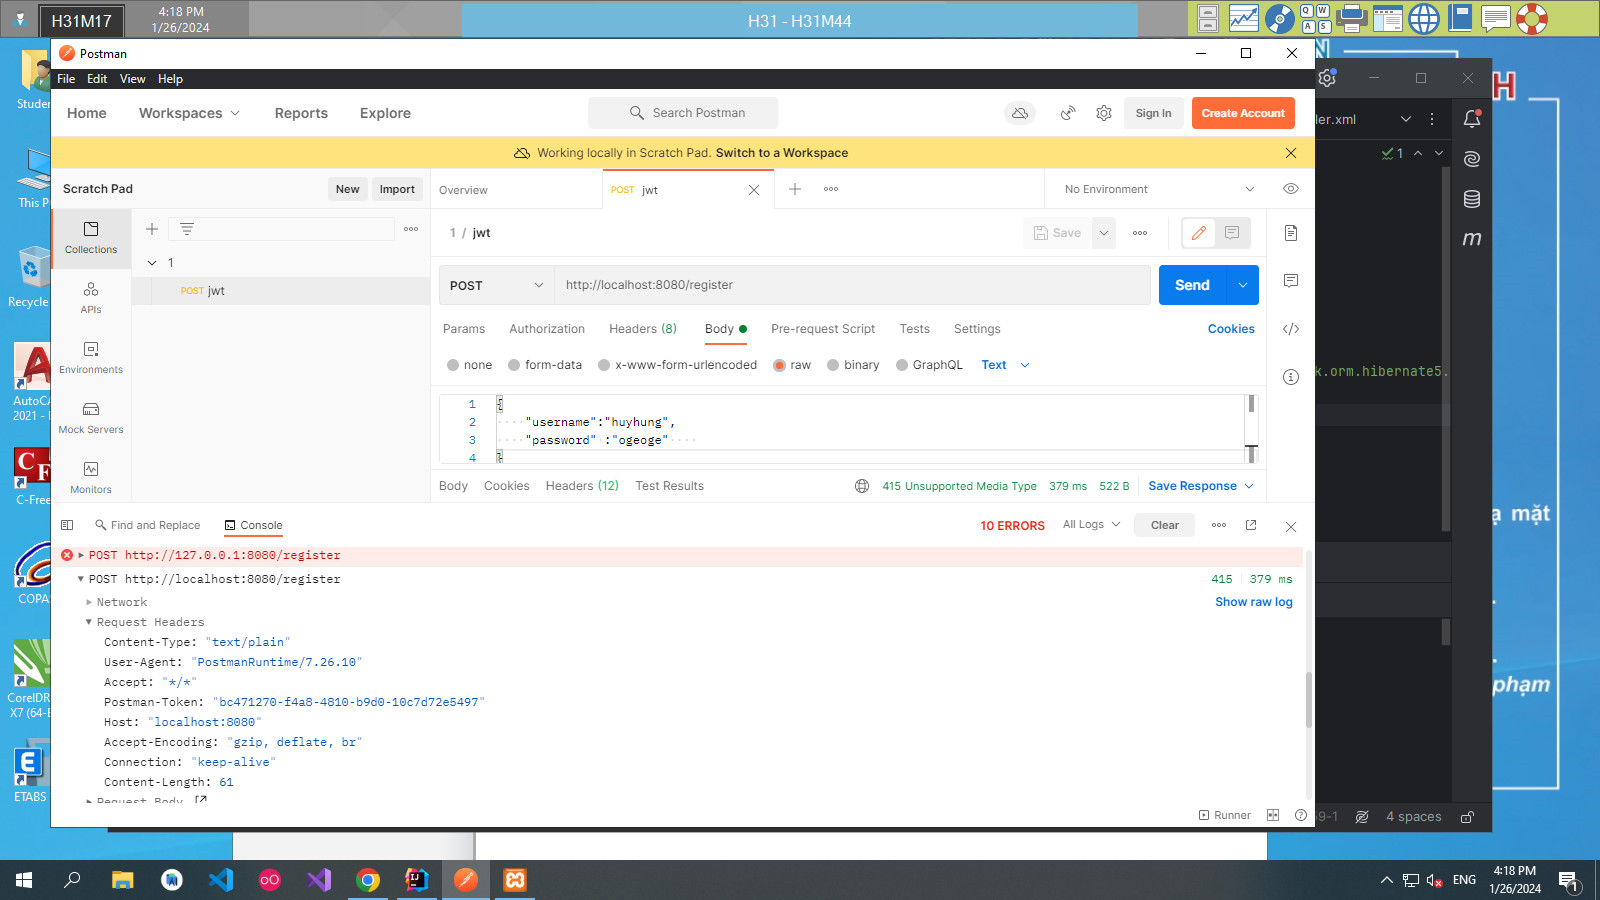 H31M17
4:18 PM
1/26/2024
H31 - H31M44
Q W
A S
Postman
File Edit View Help
Home Workspaces Reports Explore
Search Postman
Sign In
Create Account
Working locally in Scratch Pad. Switch to a Workspace
Scratch Pad
New
Import
Overview
POST jwt
No Environment
Collections
APIs
Environments
Mock Servers
Monitors
1
POST jwt
1 / jwt
Save
POST
http://localhost:8080/register
Send
Params Authorization Headers (8) Body Pre-request Script Tests Settings
Cookies
none form-data x-www-form-urlencoded raw binary GraphQL Text
1 {
2 "username":"huyhung",
3 "password" :"ogeoge"
4 }
Body Cookies Headers (12) Test Results
415 Unsupported Media Type 379 ms 522 B Save Response
Find and Replace
Console
10 ERRORS
All Logs
Clear
POST http://127.0.0.1:8080/register
POST http://localhost:8080/register
415 379 ms
Network
Show raw log
Request Headers
Content-Type: "text/plain"
User-Agent: "PostmanRuntime/7.26.10"
Accept: "*/*"
Postman-Token: "bc471270-f4a8-4810-b9d0-10c7d72e5497"
Host: "localhost:8080"
Accept-Encoding: "gzip, deflate, br"
Connection: "keep-alive"
Content-Length: 61
Request Body
Runner
ler.xml
1
k.orm.hibernate5.
m
59-1
4 spaces
N
H
mặt
phạm
Studen
This P
Recycle
AutoCA
2021 -
C-Free
COPA
CorelDR
X7 (64-B
ETABS
ENG
4:18 PM
1/26/2024
1